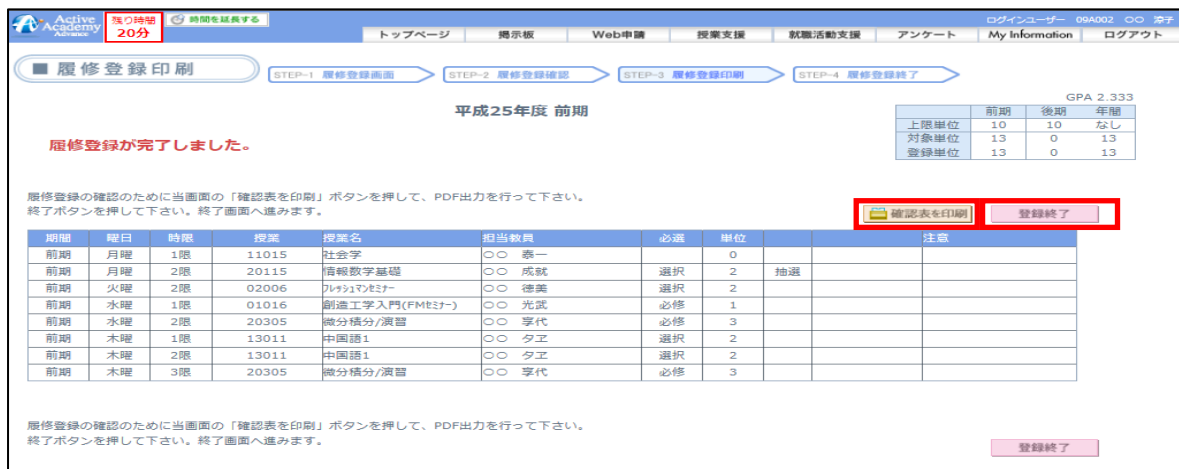 Active Academy Advance
残り時間 20分
時間を延長する
ログインユーザー 09A002 ○○ 淳子
トップページ 掲示板 Web申請 授業支援 就職活動支援 アンケート My Information ログアウト
■ 履修登録印刷
STEP-1 履修登録画面 STEP-2 履修登録確認 STEP-3 履修登録印刷 STEP-4 履修登録終了
平成25年度 前期
GPA 2.333
前期 後期 年間
上限単位 10 10 なし
対象単位 13 0 13
登録単位 13 0 13
履修登録が完了しました。
履修登録の確認のために当画面の「確認表を印刷」ボタンを押して、PDF出力を行って下さい。
終了ボタンを押して下さい。終了画面へ進みます。
確認表を印刷 登録終了
期間 曜日 時限 授業 授業名 担当教員 必選 単位 注意
前期 月曜 1限 11015 社会学 ○○ 泰一 0
前期 月曜 2限 20115 情報数学基礎 ○○ 成就 選択 2 抽選
前期 火曜 2限 02006 フレッシュマンセミナー ○○ 徳美 選択 2
前期 水曜 1限 01016 創造工学入門(FMセミナー) ○○ 光武 必修 1
前期 水曜 2限 20305 微分積分/演習 ○○ 享代 必修 3
前期 木曜 1限 13011 中国語1 ○○ 夕ヱ 選択 2
前期 木曜 2限 13011 中国語1 ○○ 夕ヱ 選択 2
前期 木曜 3限 20305 微分積分/演習 ○○ 享代 必修 3
履修登録の確認のために当画面の「確認表を印刷」ボタンを押して、PDF出力を行って下さい。
終了ボタンを押して下さい。終了画面へ進みます。
登録終了